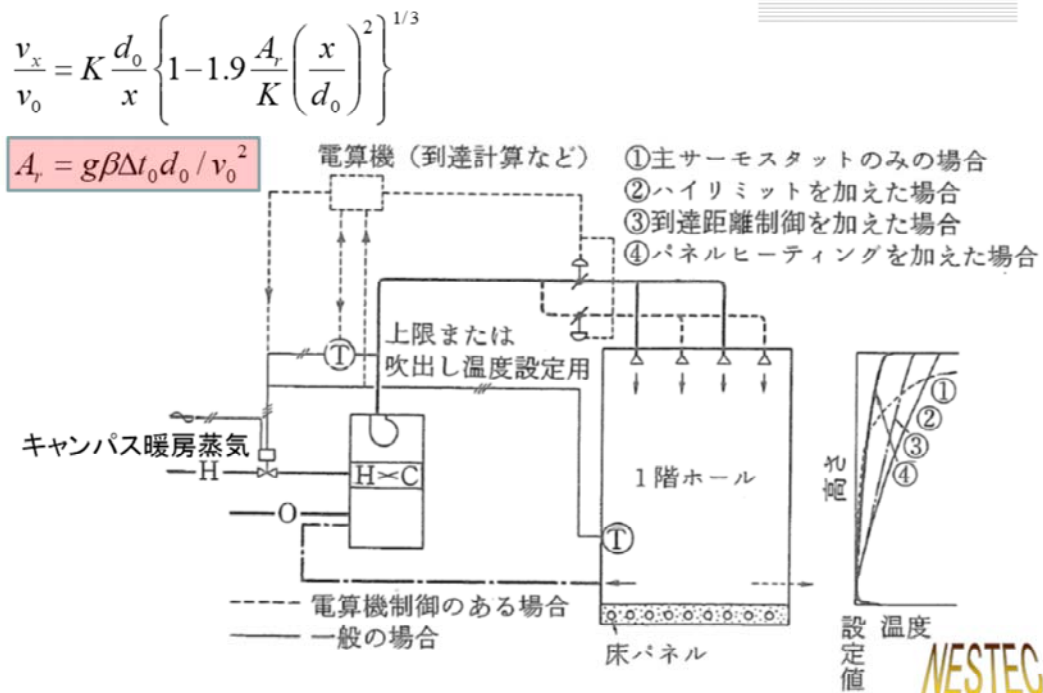 v_x/v_0 = K d_0/x {1−1.9 A_r/K (x/d_0)^2}^{1/3}
A_r = gβΔt_0d_0/v_0^2
電算機（到達計算など）
①主サーモスタットのみの場合
②ハイリミットを加えた場合
③到達距離制御を加えた場合
④パネルヒーティングを加えた場合
上限または
吹出し温度設定用
T
キャンパス暖房蒸気
H
H C
O
1階ホール
T
高さ
①
②
③
④
設定値
温度
電算機制御のある場合
一般の場合
床パネル
NESTEC